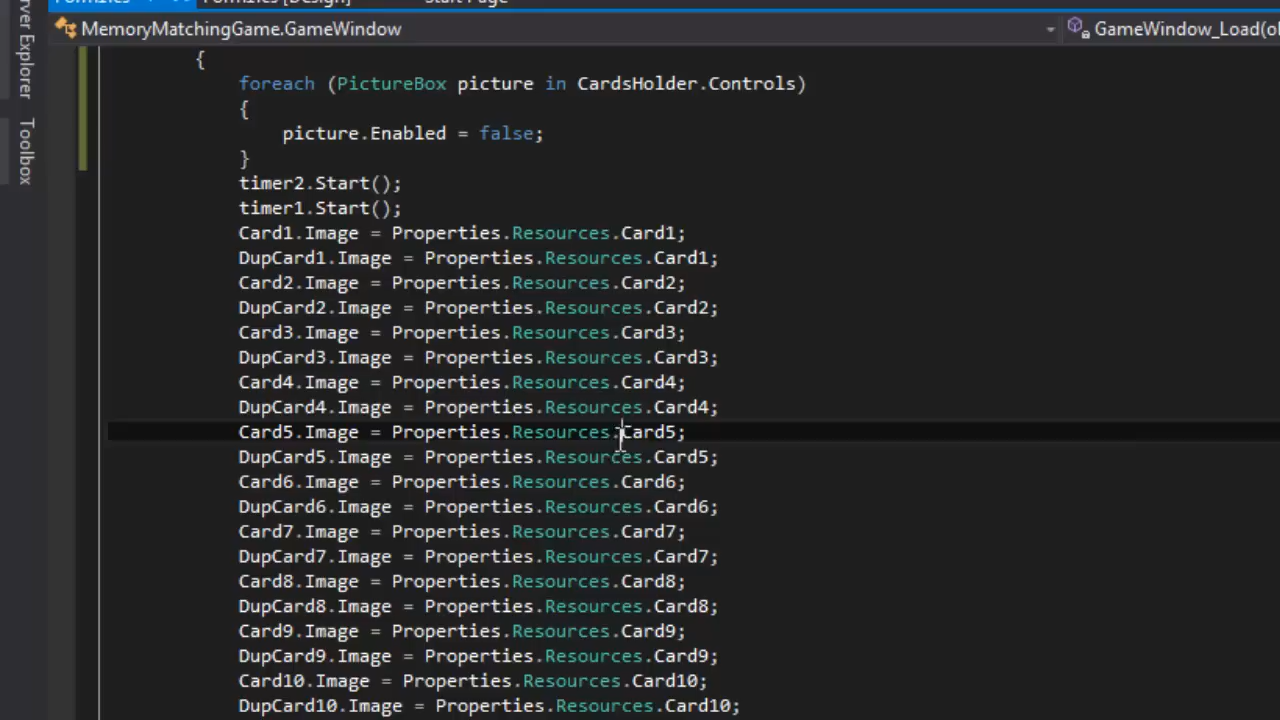 MemoryMatchingGame.GameWindow
GameWindow_Load(
Explorer
Toolbox
{
foreach (PictureBox picture in CardsHolder.Controls)
{
picture.Enabled = false;
}
timer2.Start();
timer1.Start();
Card1.Image = Properties.Resources.Card1;
DupCard1.Image = Properties.Resources.Card1;
Card2.Image = Properties.Resources.Card2;
DupCard2.Image = Properties.Resources.Card2;
Card3.Image = Properties.Resources.Card3;
DupCard3.Image = Properties.Resources.Card3;
Card4.Image = Properties.Resources.Card4;
DupCard4.Image = Properties.Resources.Card4;
Card5.Image = Properties.Resources.Card5;
DupCard5.Image = Properties.Resources.Card5;
Card6.Image = Properties.Resources.Card6;
DupCard6.Image = Properties.Resources.Card6;
Card7.Image = Properties.Resources.Card7;
DupCard7.Image = Properties.Resources.Card7;
Card8.Image = Properties.Resources.Card8;
DupCard8.Image = Properties.Resources.Card8;
Card9.Image = Properties.Resources.Card9;
DupCard9.Image = Properties.Resources.Card9;
Card10.Image = Properties.Resources.Card10;
DupCard10.Image = Properties.Resources.Card10;